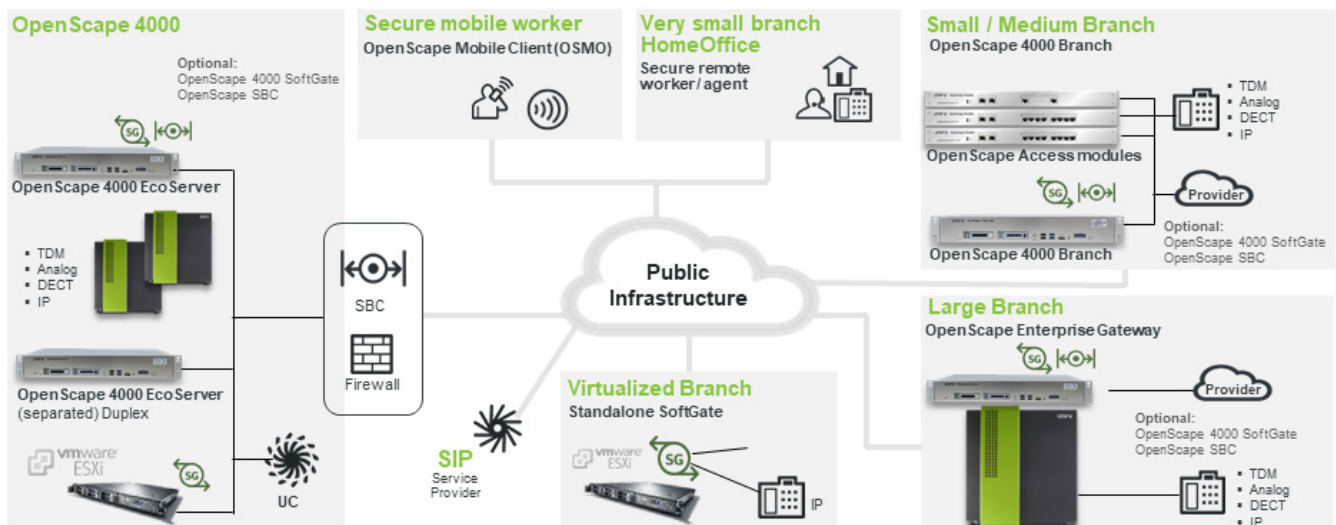 OpenScape 4000
Optional:
OpenScape 4000 SoftGate
OpenScape SBC
SG
OpenScape 4000 EcoServer
TDM
Analog
DECT
IP
OpenScape 4000 EcoServer
(separated) Duplex
vmware
ESXi
SG
UC
SBC
Firewall
Secure mobile worker
OpenScape Mobile Client (OSMO)
Very small branch
HomeOffice
Secure remote
worker/agent
Public
Infrastructure
SIP
Service
Provider
Virtualized Branch
Standalone SoftGate
vmware
ESXi
SG
IP
Small / Medium Branch
OpenScape 4000 Branch
TDM
Analog
DECT
IP
OpenScape Access modules
SG
Provider
OpenScape 4000 Branch
Optional:
OpenScape 4000 SoftGate
OpenScape SBC
Large Branch
OpenScape Enterprise Gateway
SG
Provider
Optional:
OpenScape 4000 SoftGate
OpenScape SBC
TDM
Analog
DECT
IP